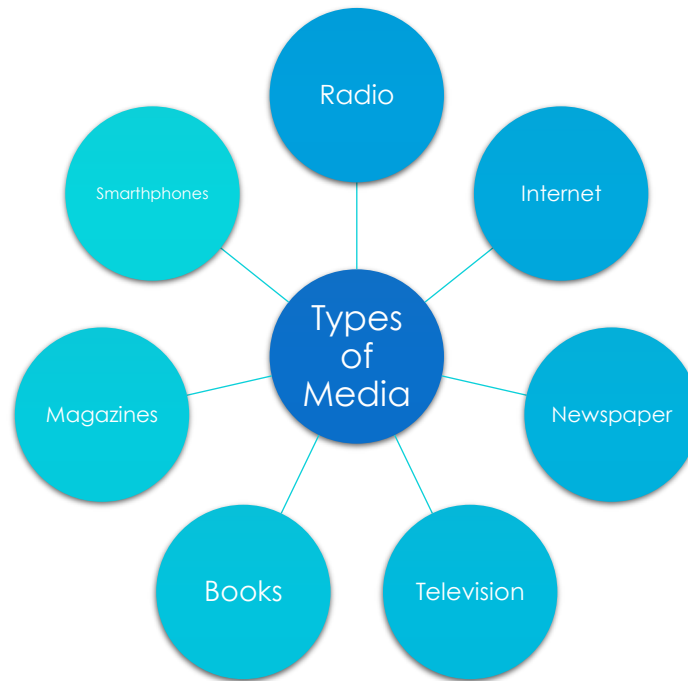 Radio
Internet
Newspaper
Television
Books
Magazines
Smarthphones
Types
of
Media